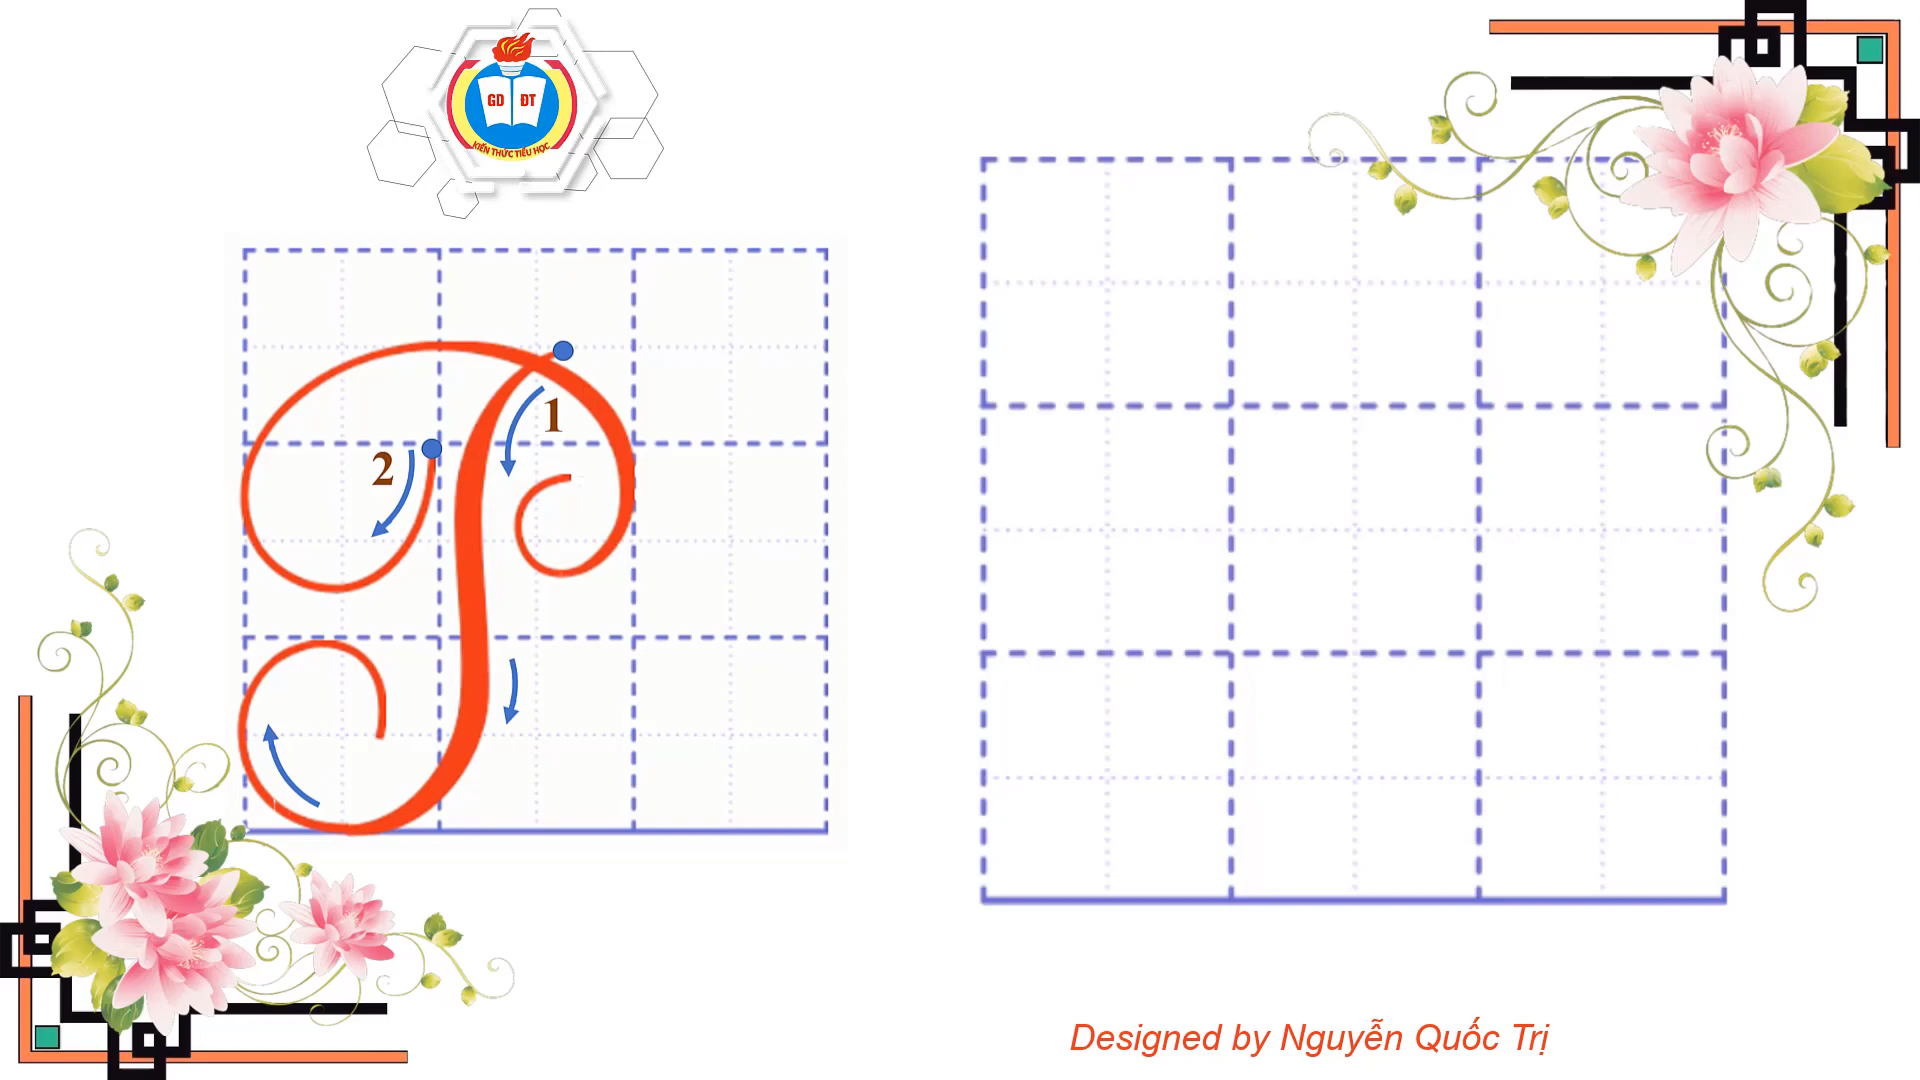 GD ĐT
KIẾN THỨC TIỂU HỌC
P
1
2
Designed by Nguyễn Quốc Trị